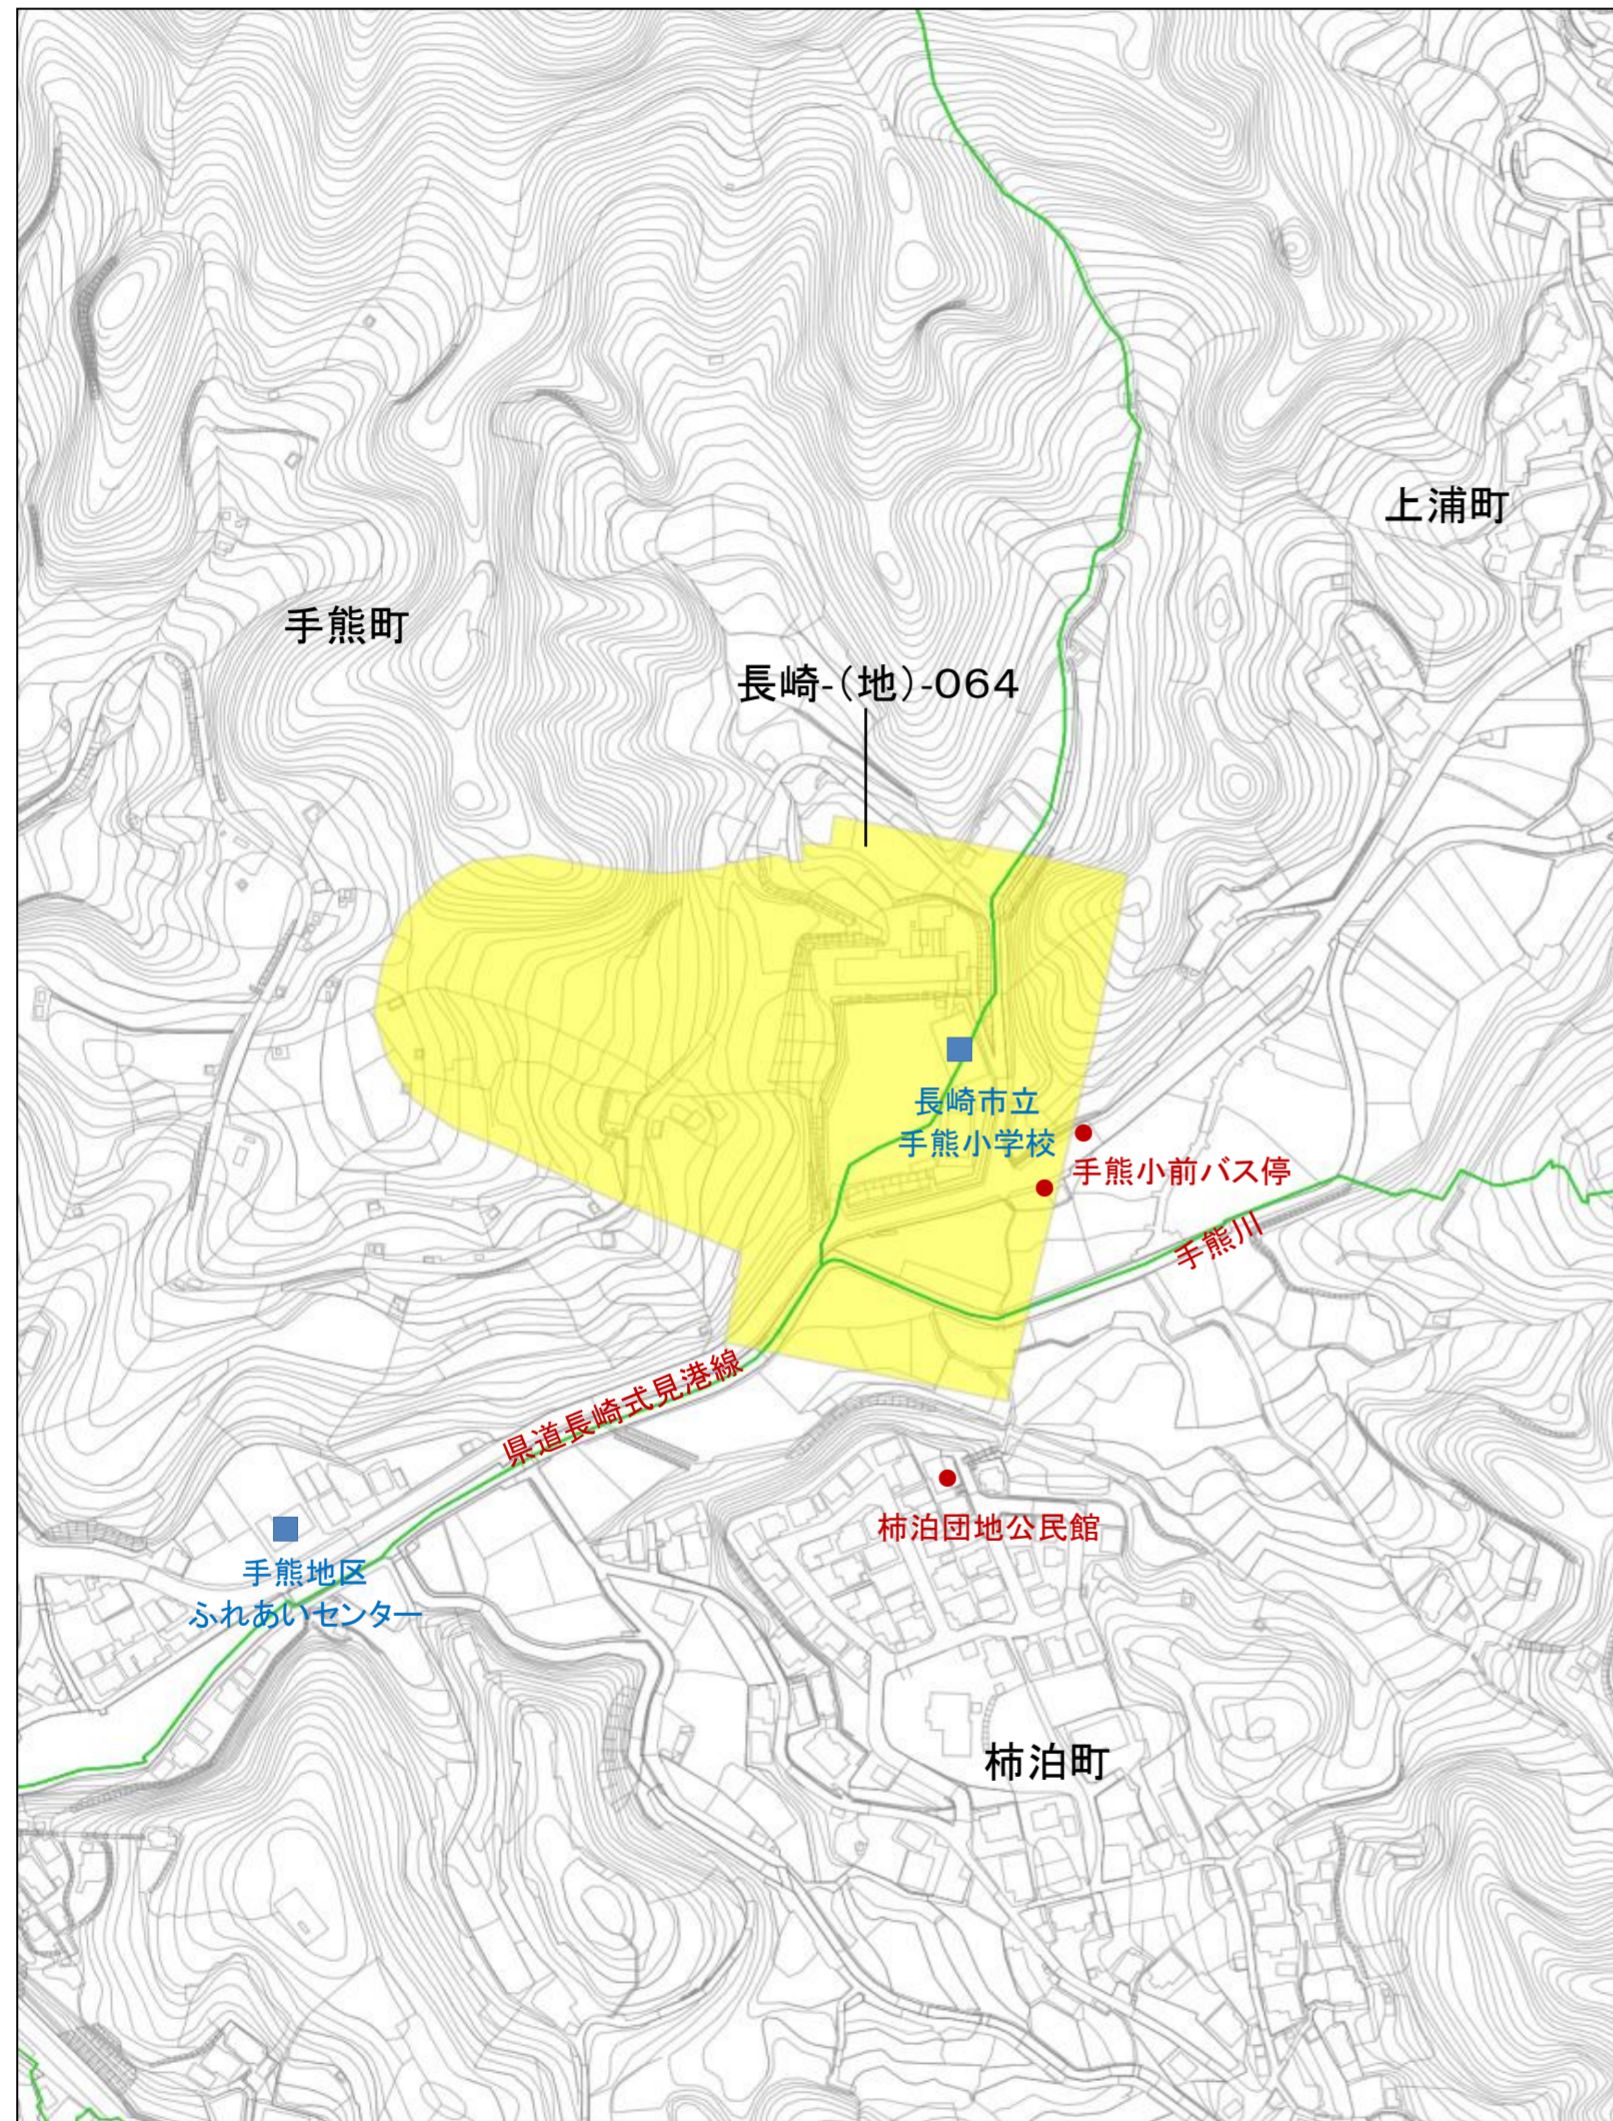 上浦町
手熊町
長崎-(地)-064
長崎市立
手熊小学校
手熊小前バス停
手熊川
県道長崎式見港線
柿泊団地公民館
手熊地区
ふれあいセンター
柿泊町